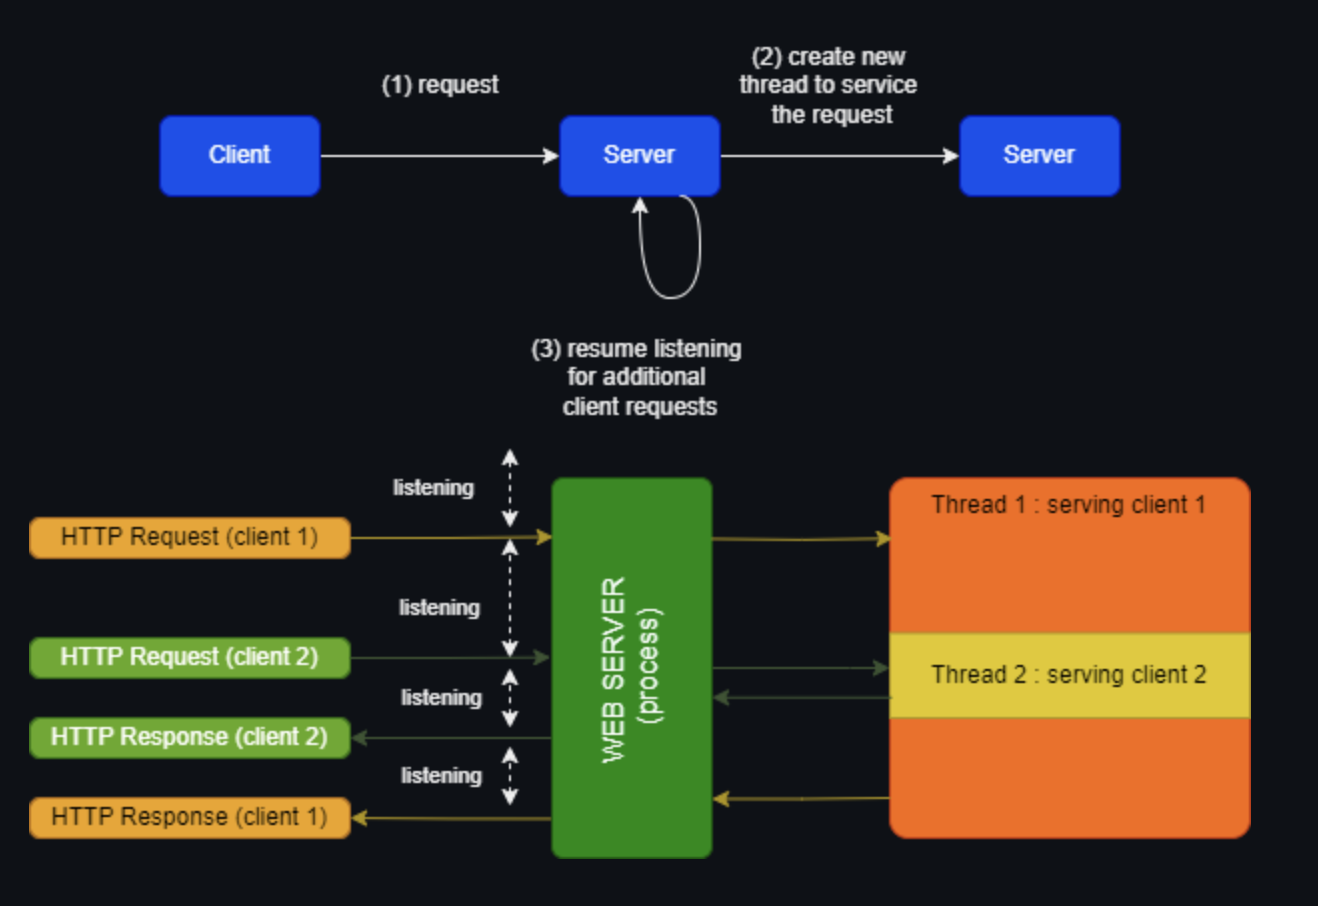 (1) request
(2) create new
thread to service
the request
Client
Server
Server
(3) resume listening
for additional
client requests
listening
HTTP Request (client 1)
listening
HTTP Request (client 2)
listening
HTTP Response (client 2)
listening
HTTP Response (client 1)
WEB SERVER
(process)
Thread 1 : serving client 1
Thread 2 : serving client 2